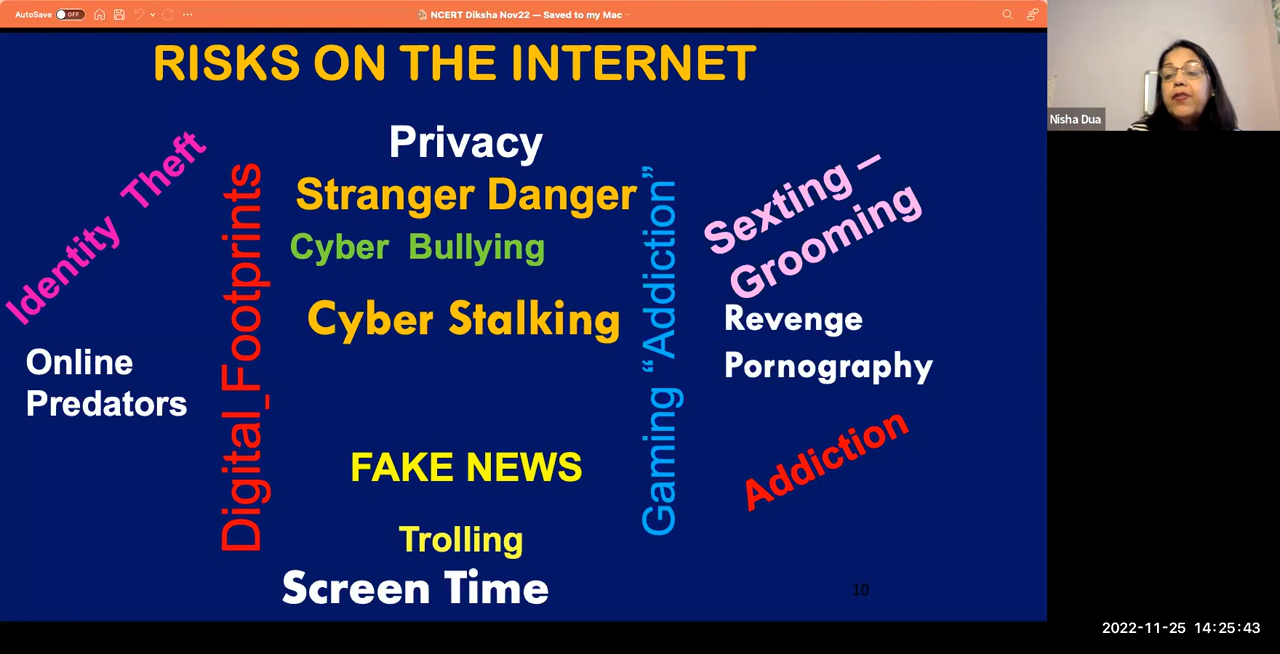 AutoSave OFF
NCERT Diksha Nov22 — Saved to my Mac
RISKS ON THE INTERNET
Identity Theft
Online
Predators
Digital_Footprints
Privacy
Stranger Danger
Cyber Bullying
Cyber Stalking
FAKE NEWS
Trolling
Screen Time
Gaming “Addiction”
Sexting –
Grooming
Revenge
Pornography
Addiction
10
Nisha Dua
2022-11-25 14:25:43